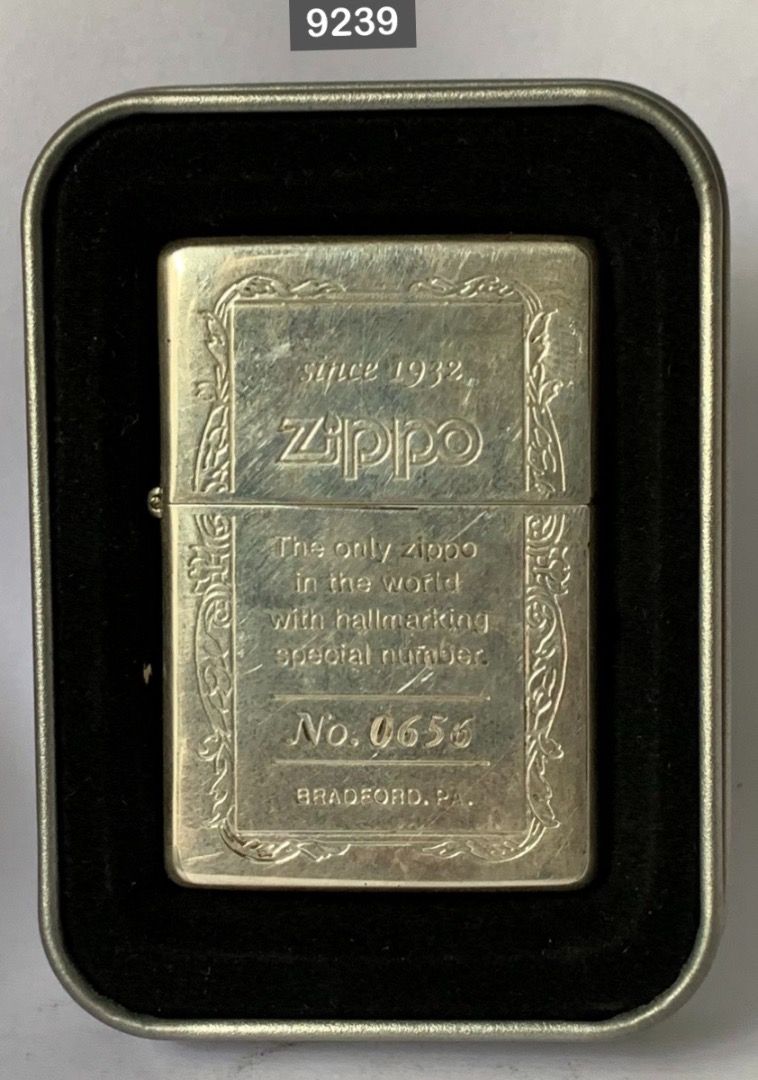 9239
since 1932
Zippo
The only zippo
in the world
with hallmarking
special number.
No. 0656
BRADFORD. PA.